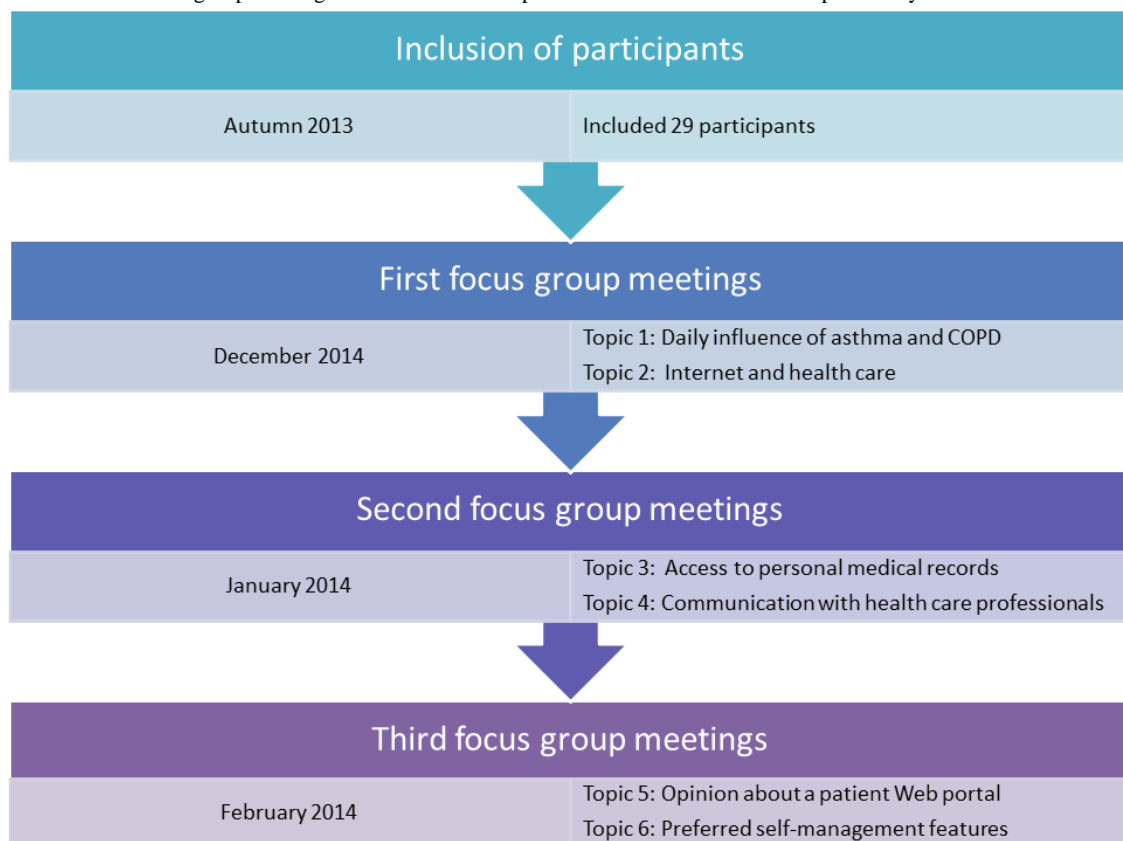 Inclusion of participants
Autumn 2013
Included 29 participants
First focus group meetings
December 2014
Topic 1: Daily influence of asthma and COPD
Topic 2: Internet and health care
Second focus group meetings
January 2014
Topic 3: Access to personal medical records
Topic 4: Communication with health care professionals
Third focus group meetings
February 2014
Topic 5: Opinion about a patient Web portal
Topic 6: Preferred self-management features